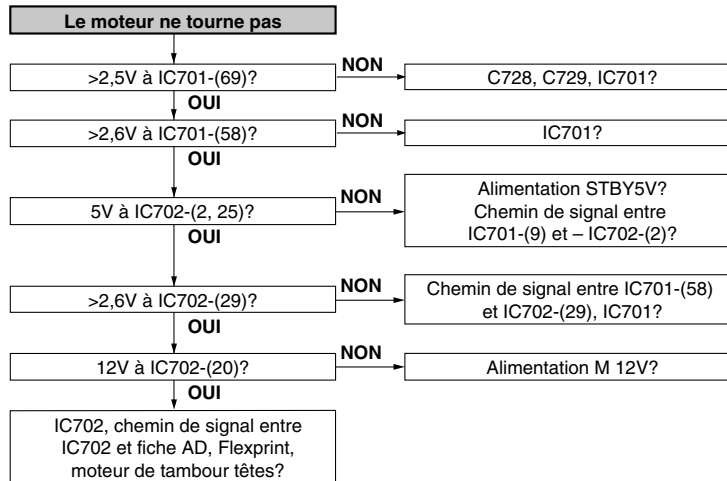 Le moteur ne tourne pas
>2,5V à IC701-(69)?
NON
C728, C729, IC701?
OUI
>2,6V à IC701-(58)?
NON
IC701?
OUI
5V à IC702-(2, 25)?
NON
Alimentation STBY5V?
Chemin de signal entre
IC701-(9) et – IC702-(2)?
OUI
>2,6V à IC702-(29)?
NON
Chemin de signal entre IC701-(58)
et IC702-(29), IC701?
OUI
12V à IC702-(20)?
NON
Alimentation M 12V?
OUI
IC702, chemin de signal entre
IC702 et fiche AD, Flexprint,
moteur de tambour têtes?